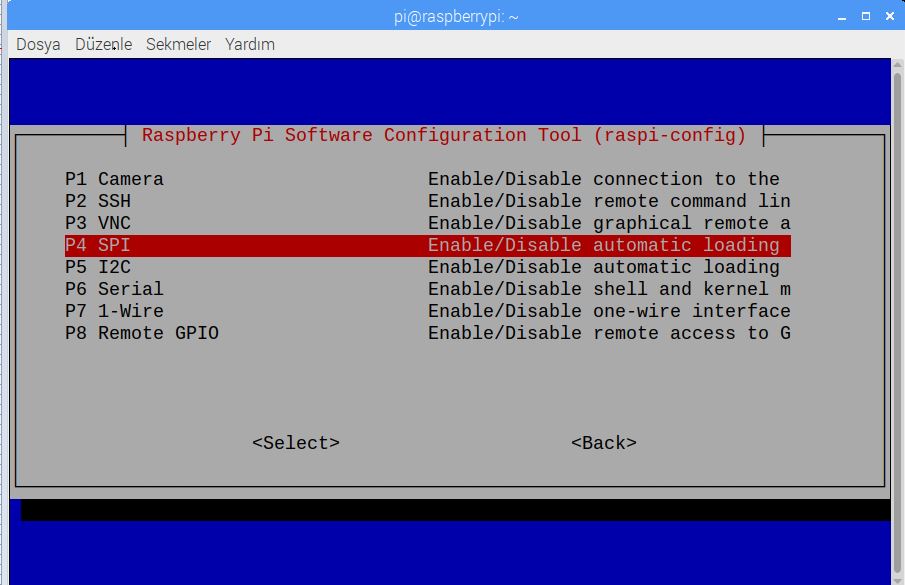 pi@raspberrypi: ~
Dosya Düzenle Sekmeler Yardım
Raspberry Pi Software Configuration Tool (raspi-config)
P1 Camera Enable/Disable connection to the
P2 SSH Enable/Disable remote command lin
P3 VNC Enable/Disable graphical remote a
P4 SPI Enable/Disable automatic loading
P5 I2C Enable/Disable automatic loading
P6 Serial Enable/Disable shell and kernel m
P7 1-Wire Enable/Disable one-wire interface
P8 Remote GPIO Enable/Disable remote access to G
<Select> <Back>